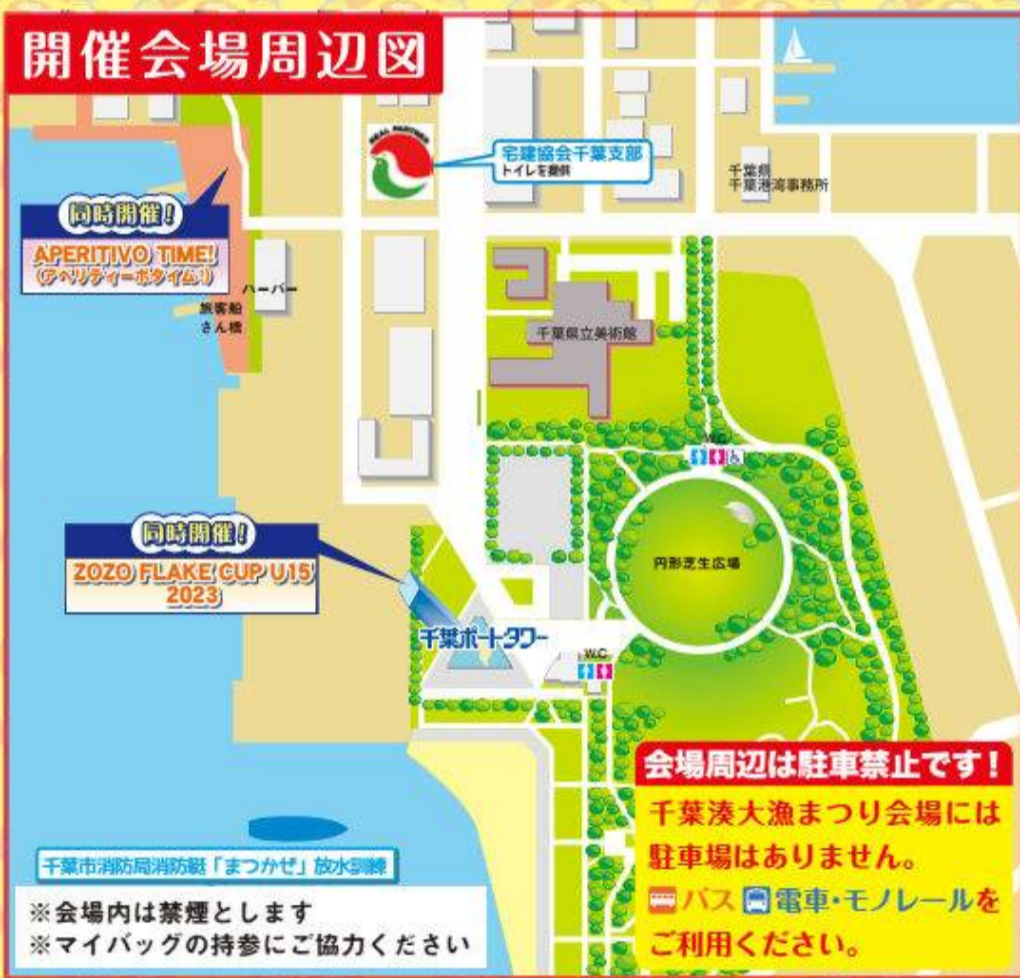 開催会場周辺図
REAL PARTNER
宅建協会千葉支部
トイレを提供
千葉県
千葉港湾事務所
同時開催！
APERITIVO TIME!
(アペリティーボタイム！)
ハーバー
旅客船
さん橋
千葉県立美術館
W.C
同時開催！
ZOZO FLAKE CUP U15
2023
円形芝生広場
千葉ポートタワー
W.C
会場周辺は駐車禁止です！
千葉湊大漁まつり会場には
駐車場はありません。
バス 電車・モノレールを
ご利用ください。
千葉市消防局消防艇「まつかぜ」放水訓練
※会場内は禁煙とします
※マイバッグの持参にご協力ください